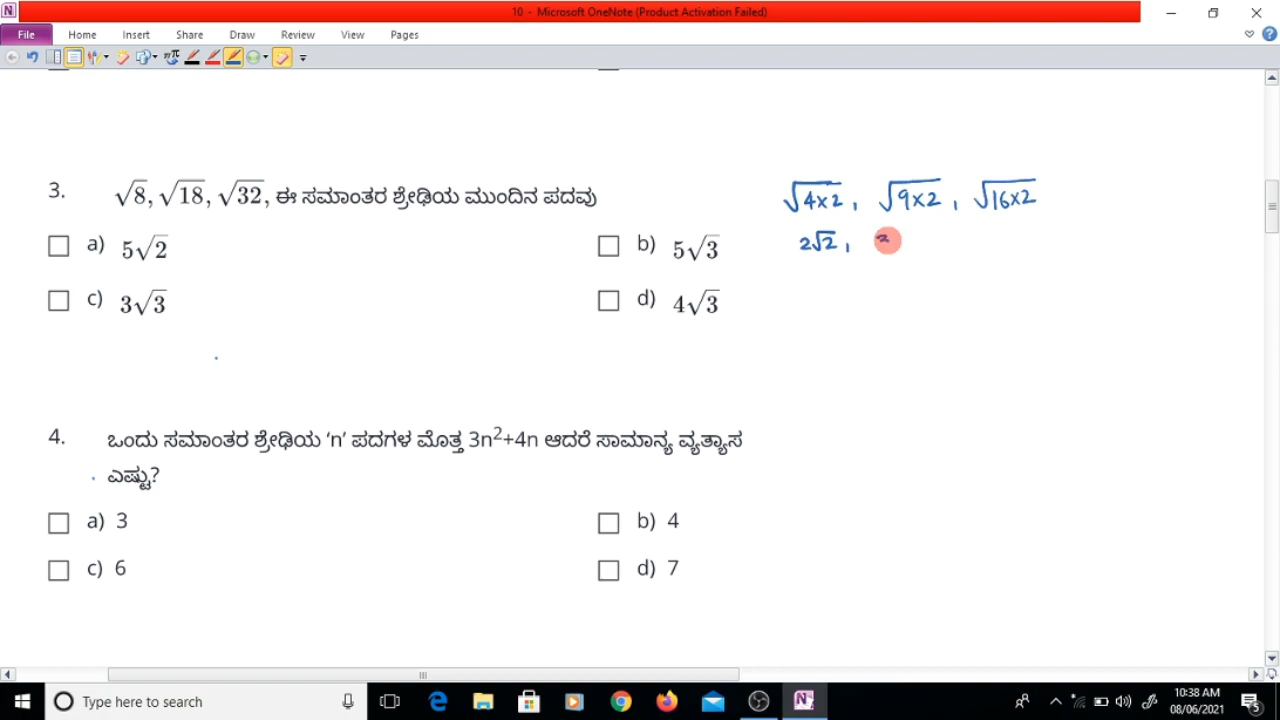 10 - Microsoft OneNote (Product Activation Failed)
File Home Insert Share Draw Review View Pages
3. √8, √18, √32, ಈ ಸಮಾಂತರ ಶ್ರೇಢಿಯ ಮುಂದಿನ ಪದವು
√4×2, √9×2, √16×2
a) 5√2 b) 5√3
2√2,
c) 3√3 d) 4√3
4. ಒಂದು ಸಮಾಂತರ ಶ್ರೇಢಿಯ ‘n’ ಪದಗಳ ಮೊತ್ತ 3n²+4n ಆದರೆ ಸಾಮಾನ್ಯ ವ್ಯತ್ಯಾಸ
ಎಷ್ಟು?
a) 3 b) 4
c) 6 d) 7
Type here to search
10:38 AM
08/06/2021
5